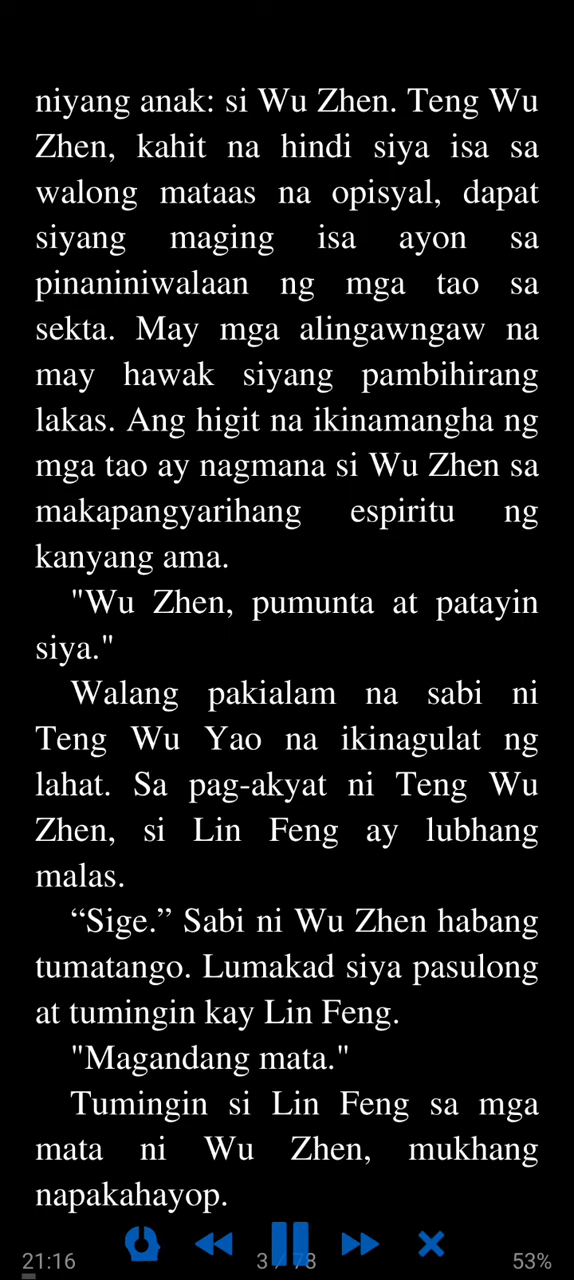 niyang anak: si Wu Zhen. Teng Wu
Zhen, kahit na hindi siya isa sa
walong mataas na opisyal, dapat
siyang maging isa ayon sa
pinaniniwalaan ng mga tao sa
sekta. May mga alingawngaw na
may hawak siyang pambihirang
lakas. Ang higit na ikinamangha ng
mga tao ay nagmana si Wu Zhen sa
makapangyarihang espiritu ng
kanyang ama.
"Wu Zhen, pumunta at patayin
siya."
Walang pakialam na sabi ni
Teng Wu Yao na ikinagulat ng
lahat. Sa pag-akyat ni Teng Wu
Zhen, si Lin Feng ay lubhang
malas.
“Sige.” Sabi ni Wu Zhen habang
tumatango. Lumakad siya pasulong
at tumingin kay Lin Feng.
"Magandang mata."
Tumingin si Lin Feng sa mga
mata ni Wu Zhen, mukhang
napakahayop.
21:16 3 / 78 53%